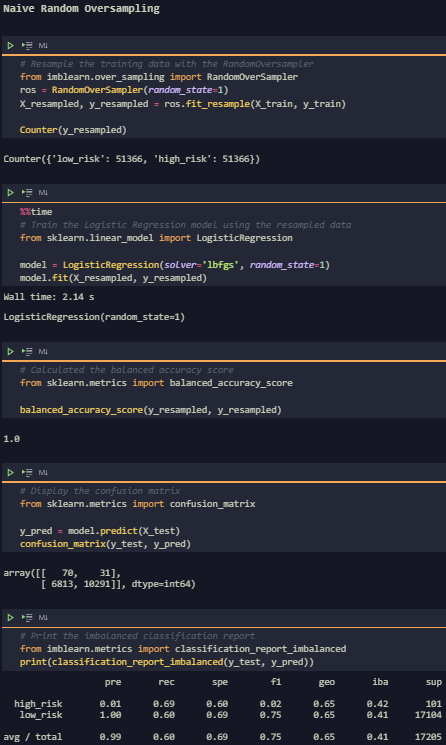 Naive Random Oversampling
M↓
# Resample the training data with the RandomOversampler
from imblearn.over_sampling import RandomOverSampler
ros = RandomOverSampler(random_state=1)
X_resampled, y_resampled = ros.fit_resample(X_train, y_train)
Counter(y_resampled)
Counter({'low_risk': 51366, 'high_risk': 51366})
M↓
%%time
# Train the Logistic Regression model using the resampled data
from sklearn.linear_model import LogisticRegression
model = LogisticRegression(solver='lbfgs', random_state=1)
model.fit(X_resampled, y_resampled)
Wall time: 2.14 s
LogisticRegression(random_state=1)
M↓
# Calculated the balanced accuracy score
from sklearn.metrics import balanced_accuracy_score
balanced_accuracy_score(y_resampled, y_resampled)
1.0
M↓
# Display the confusion matrix
from sklearn.metrics import confusion_matrix
y_pred = model.predict(X_test)
confusion_matrix(y_test, y_pred)
array([[   70,    31],
       [ 6813, 10291]], dtype=int64)
M↓
# Print the imbalanced classification report
from imblearn.metrics import classification_report_imbalanced
print(classification_report_imbalanced(y_test, y_pred))
                   pre       rec       spe        f1       geo       iba       sup
  high_risk       0.01      0.69      0.60      0.02      0.65      0.42       101
   low_risk       1.00      0.60      0.69      0.75      0.65      0.41     17104
avg / total       0.99      0.60      0.69      0.75      0.65      0.41     17205